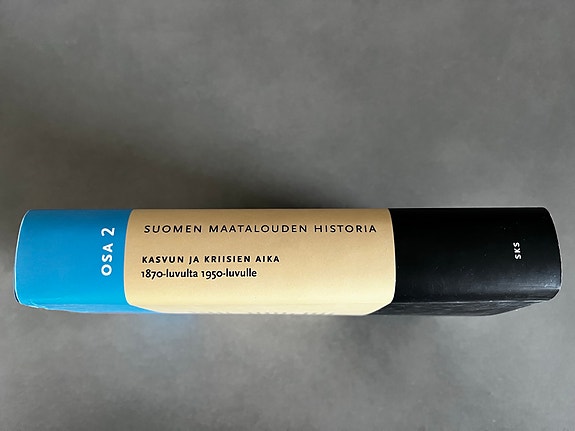 OSA 2
SUOMEN MAATALOUDEN HISTORIA
KASVUN JA KRIISIEN AIKA
1870-luvulta 1950-luvulle
SKS